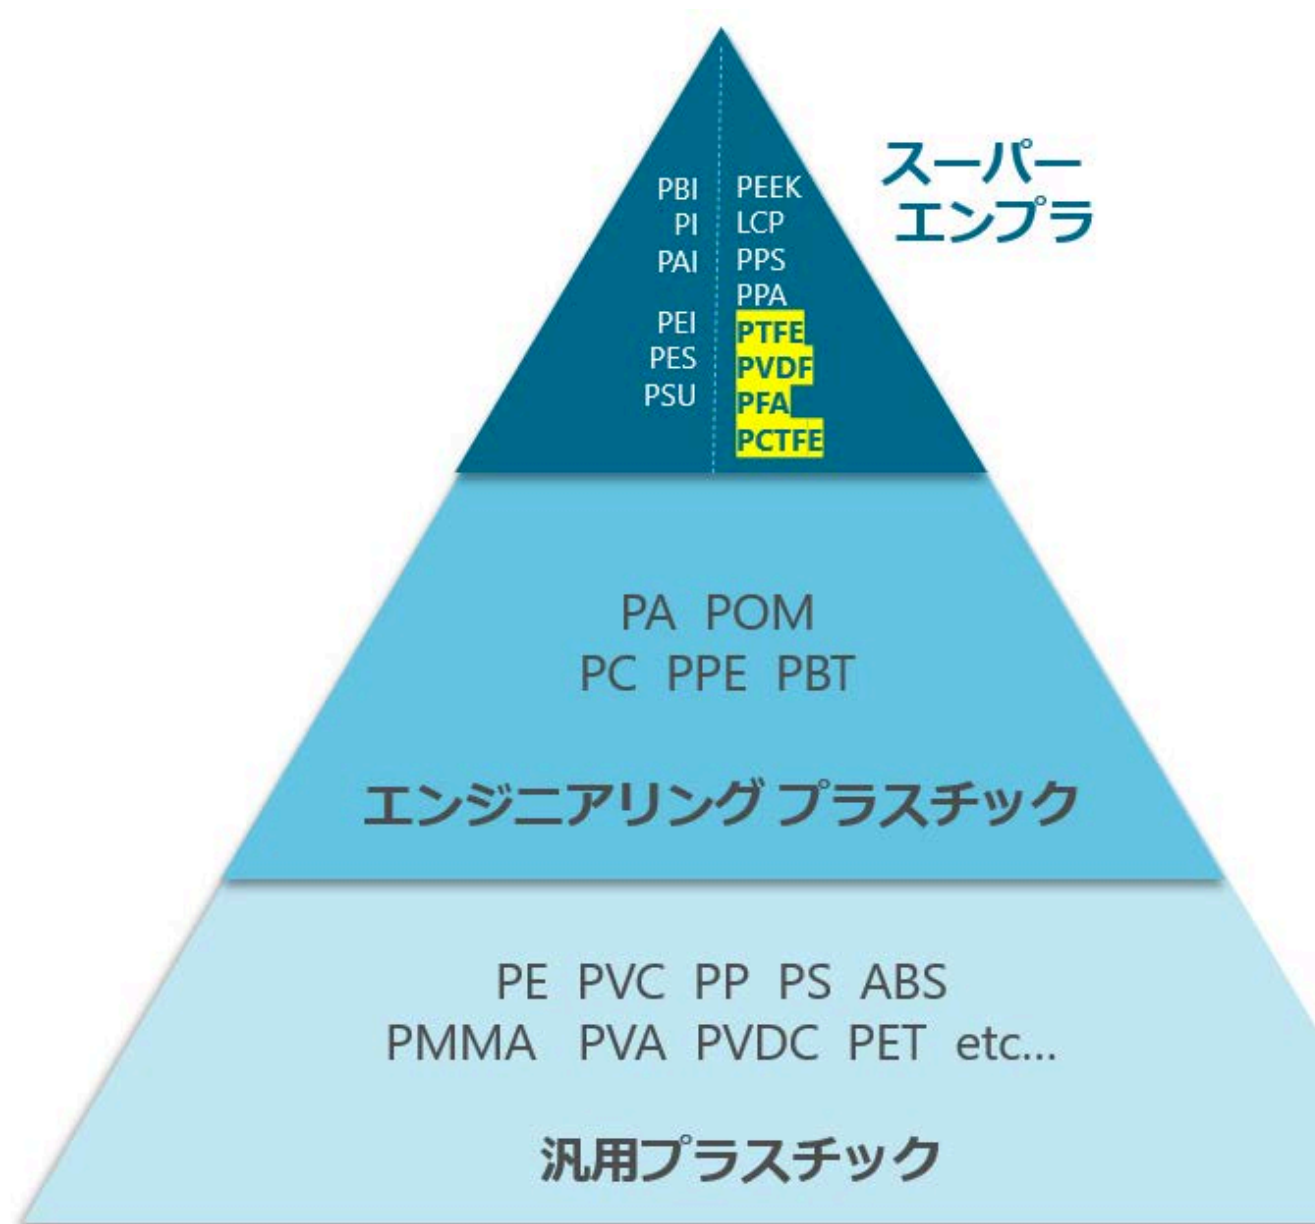 スーパー
エンプラ
PBI
PI
PAI
PEI
PES
PSU
PEEK
LCP
PPS
PPA
PTFE
PVDF
PFA
PCTFE
PA POM
PC PPE PBT
エンジニアリング プラスチック
PE PVC PP PS ABS
PMMA PVA PVDC PET etc...
汎用プラスチック